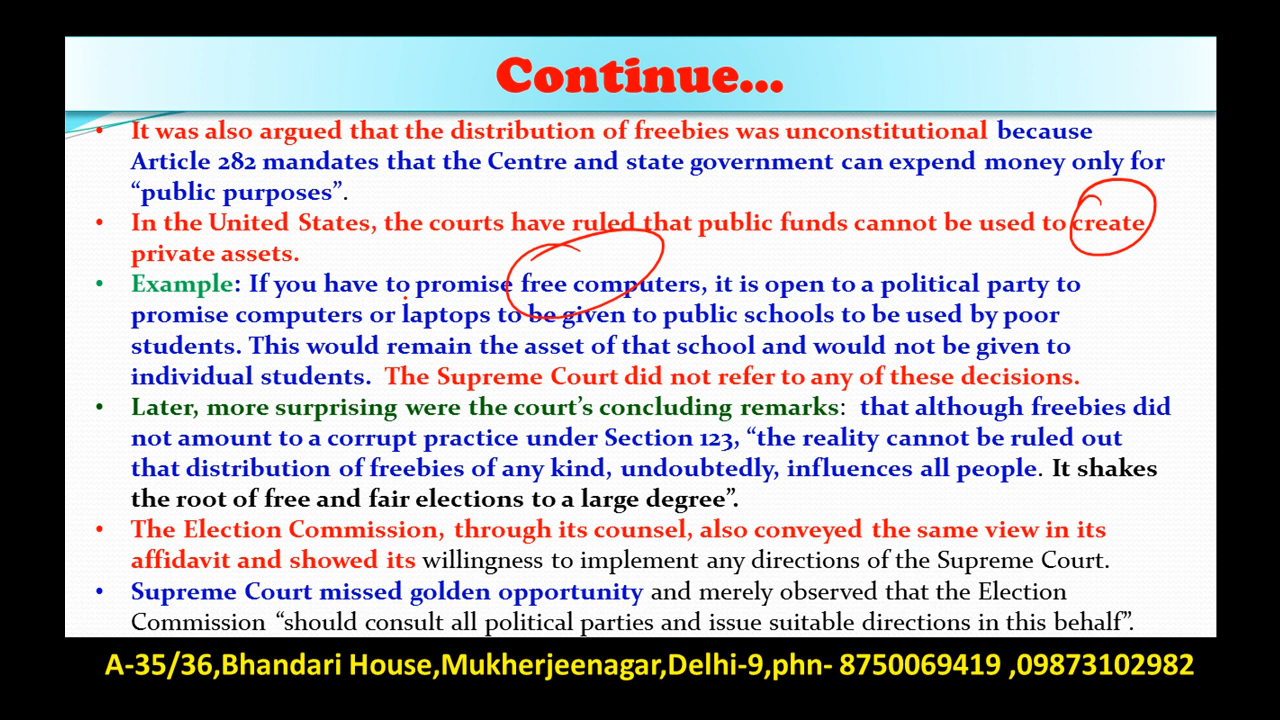 Continue...
• It was also argued that the distribution of freebies was unconstitutional because
Article 282 mandates that the Centre and state government can expend money only for
“public purposes”.
• In the United States, the courts have ruled that public funds cannot be used to create
private assets.
• Example: If you have to promise free computers, it is open to a political party to
promise computers or laptops to be given to public schools to be used by poor
students. This would remain the asset of that school and would not be given to
individual students. The Supreme Court did not refer to any of these decisions.
• Later, more surprising were the court’s concluding remarks: that although freebies did
not amount to a corrupt practice under Section 123, “the reality cannot be ruled out
that distribution of freebies of any kind, undoubtedly, influences all people. It shakes
the root of free and fair elections to a large degree”.
• The Election Commission, through its counsel, also conveyed the same view in its
affidavit and showed its willingness to implement any directions of the Supreme Court.
• Supreme Court missed golden opportunity and merely observed that the Election
Commission “should consult all political parties and issue suitable directions in this behalf”.
A-35/36,Bhandari House,Mukherjeenagar,Delhi-9,phn- 8750069419 ,09873102982